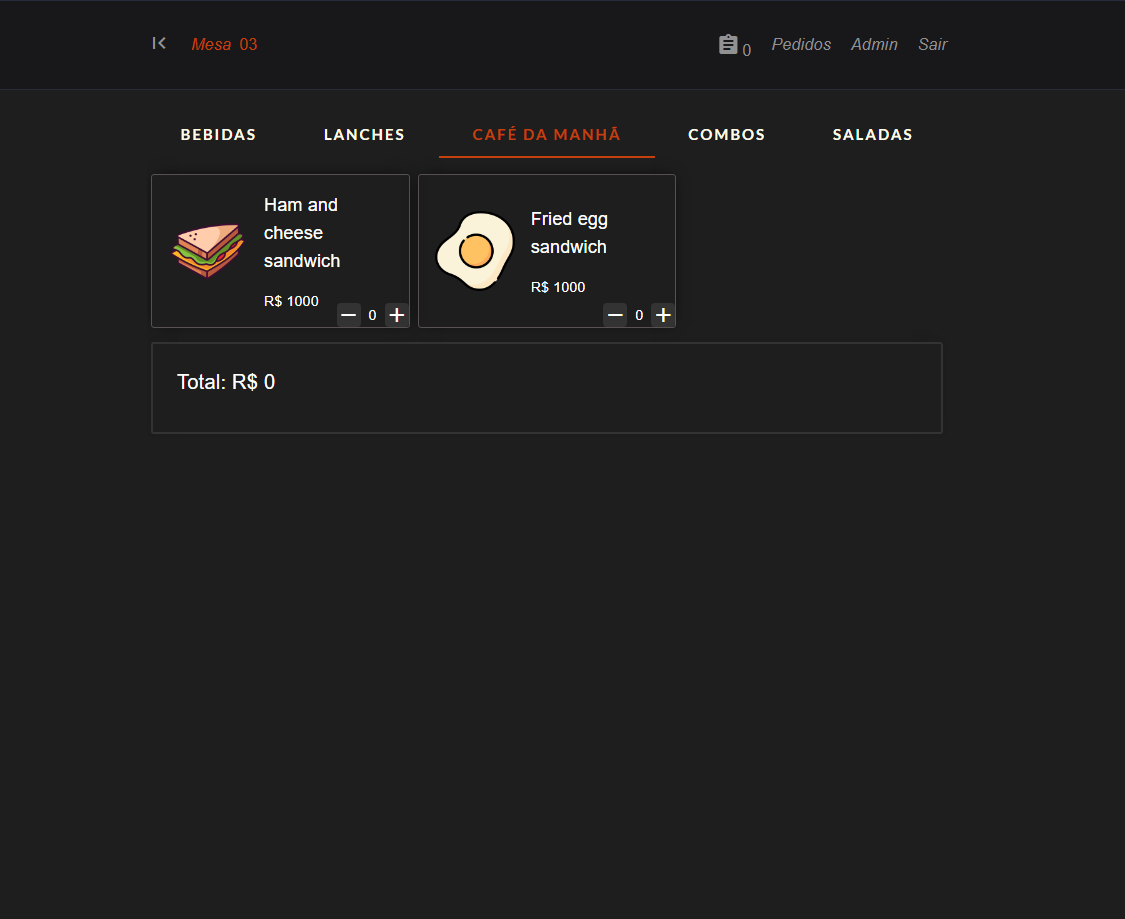 Mesa 03
0 Pedidos Admin Sair
BEBIDAS LANCHES CAFÉ DA MANHÃ COMBOS SALADAS
Ham and
cheese
sandwich
R$ 1000
0
Fried egg
sandwich
R$ 1000
0
Total: R$ 0